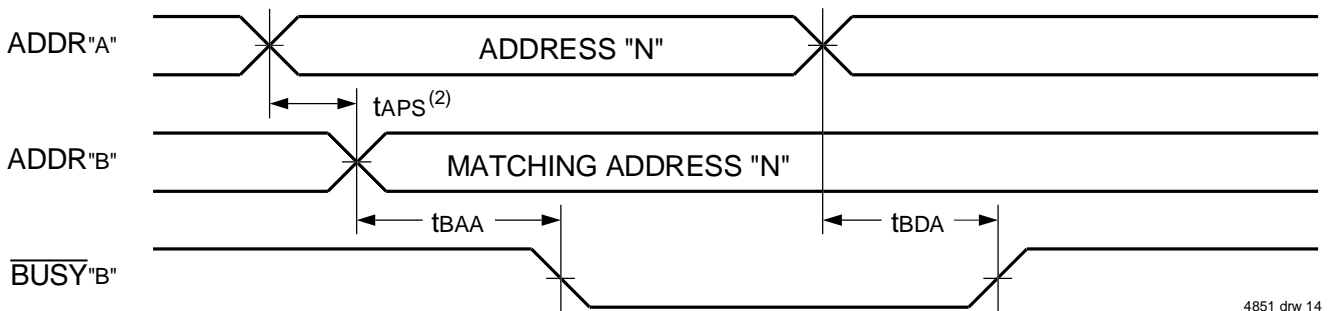 ADDR"A"
ADDRESS "N"
tAPS(2)
ADDR"B"
MATCHING ADDRESS "N"
tBAA
tBDA
BUSY"B"
4851 drw 14